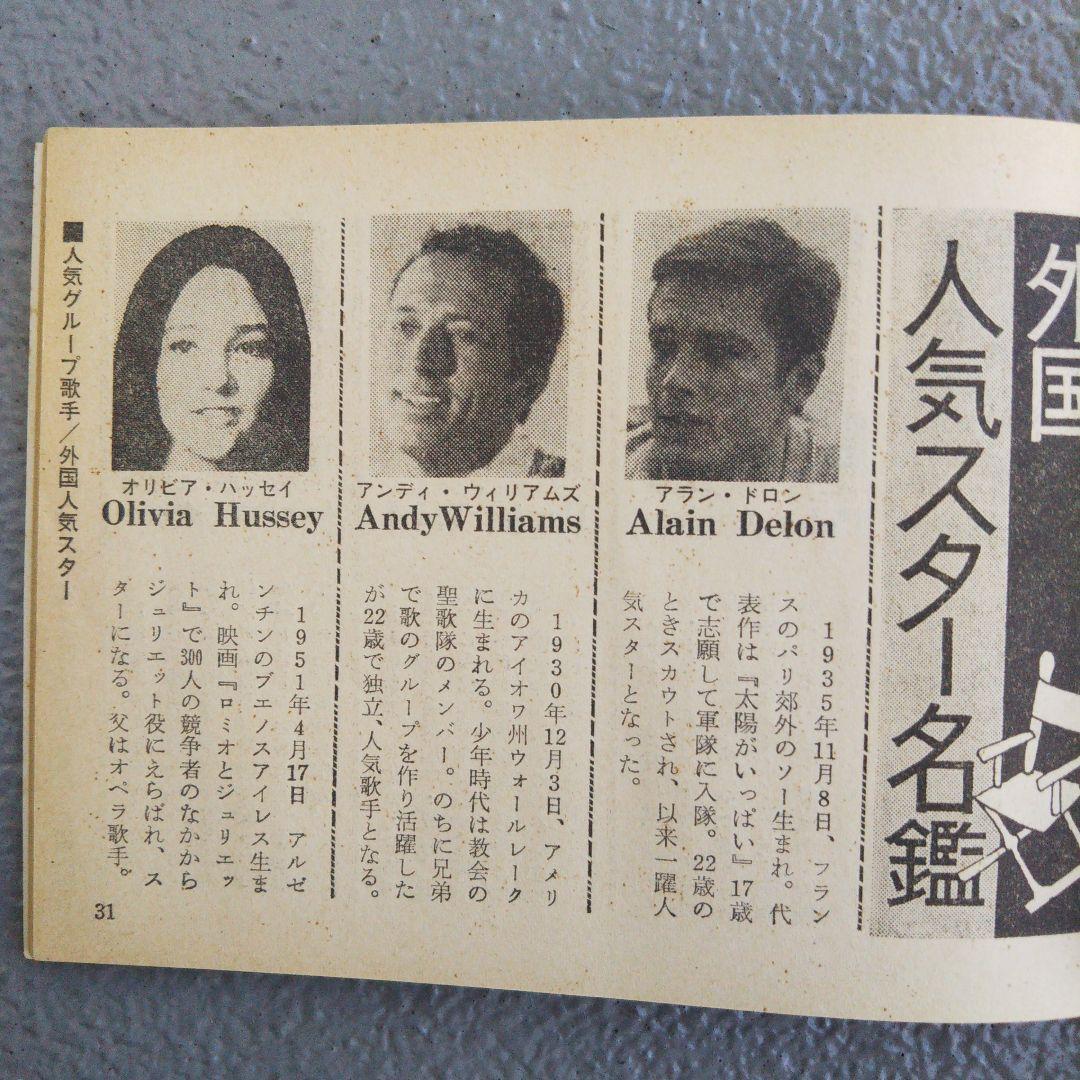 外国
人気スター名鑑
アラン・ドロン
Alain Delon
1935年11月8日、フラン
スのパリ郊外のソー生まれ。代
表作は『太陽がいっぱい』17歳
で志願して軍隊に入隊。22歳の
ときスカウトされ、以来一躍人
気スターとなった。
アンディ・ウィリアムズ
Andy Williams
1930年12月3日、アメリ
カのアイオワ州ウォールレーク
に生まれる。少年時代は教会の
聖歌隊のメンバー。のちに兄弟
で歌のグループを作り活躍した
が22歳で独立、人気歌手となる。
オリビア・ハッセイ
Olivia Hussey
1951年4月17日 アルゼ
ンチンのブエノスアイレス生ま
れ。映画『ロミオとジュリエッ
ト』で300人の競争者のなかから
ジュリエット役にえらばれ、ス
ターになる。父はオペラ歌手。
■人気グループ歌手/外国人気スター
31